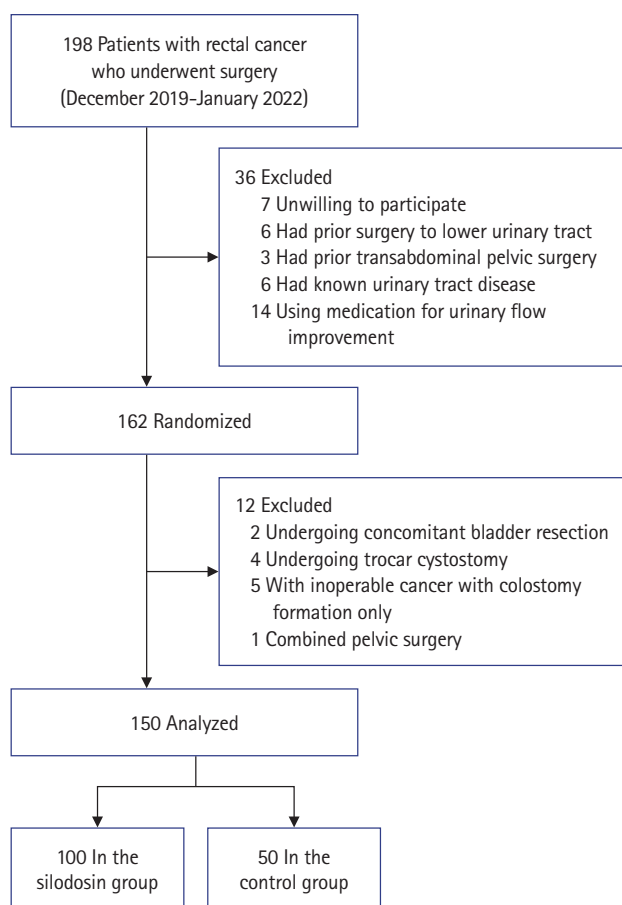 198 Patients with rectal cancer
who underwent surgery
(December 2019-January 2022)
36 Excluded
7 Unwilling to participate
6 Had prior surgery to lower urinary tract
3 Had prior transabdominal pelvic surgery
6 Had known urinary tract disease
14 Using medication for urinary flow
improvement
162 Randomized
12 Excluded
2 Undergoing concomitant bladder resection
4 Undergoing trocar cystostomy
5 With inoperable cancer with colostomy
formation only
1 Combined pelvic surgery
150 Analyzed
100 In the
silodosin group
50 In the
control group